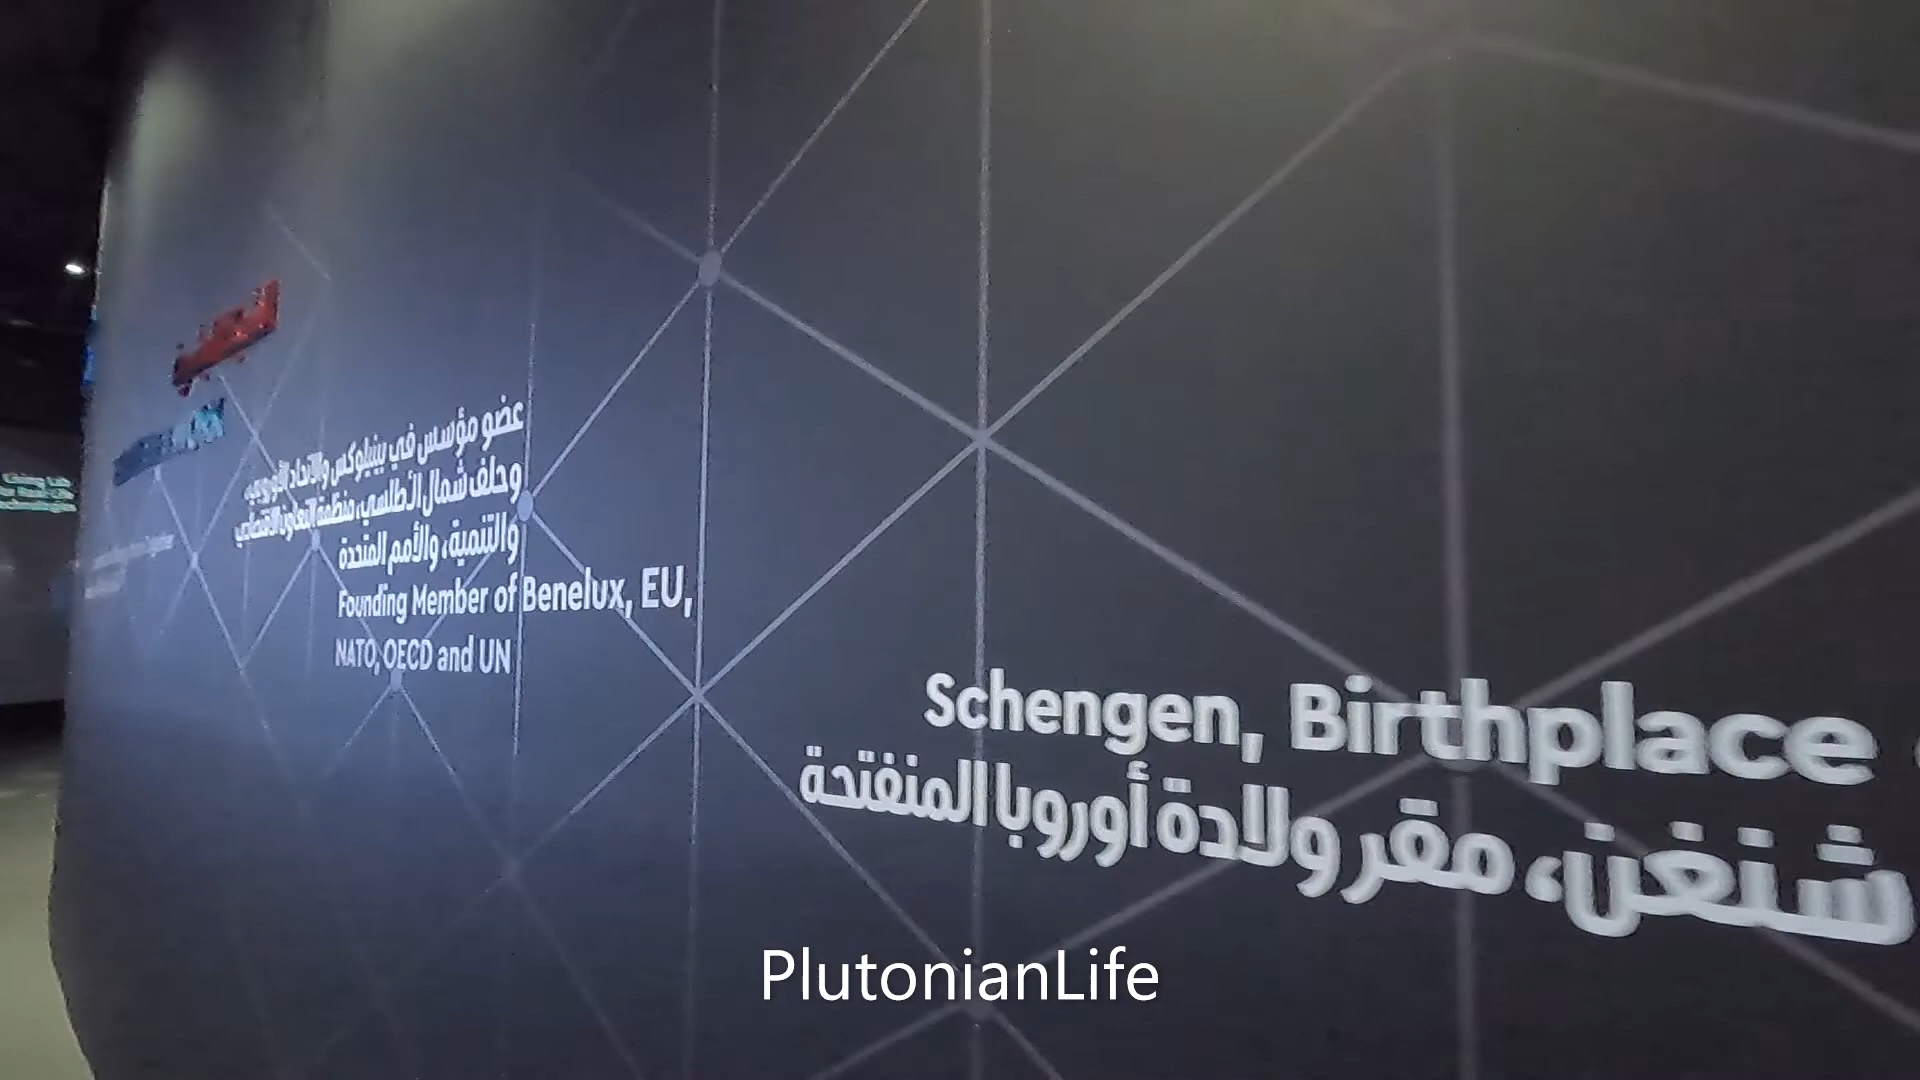 عضو مؤسس في بينيلوكس والاتحاد الأوروبي،
وحلف شمال الأطلسي، منظمة التعاون الاقتصادي
والتنمية، والأمم المتحدة
Founding Member of Benelux, EU,
NATO, OECD and UN
Schengen, Birthplace
شنغن، مقر ولادة أوروبا المنفتحة
PlutonianLife